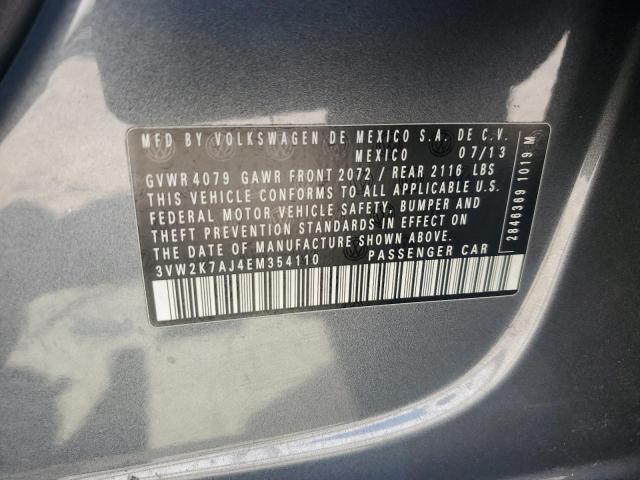 MFD BY VOLKSWAGEN DE MEXICO S.A. DE C.V.
MEXICO 07/13
GVWR 4079 GAWR FRONT 2072 / REAR 2116 LBS
THIS VEHICLE CONFORMS TO ALL APPLICABLE U.S.
FEDERAL MOTOR VEHICLE SAFETY, BUMPER AND
THEFT PREVENTION STANDARDS IN EFFECT ON
THE DATE OF MANUFACTURE SHOWN ABOVE.
3VW2K7AJ4EM354110 PASSENGER CAR
2846369 1019 M